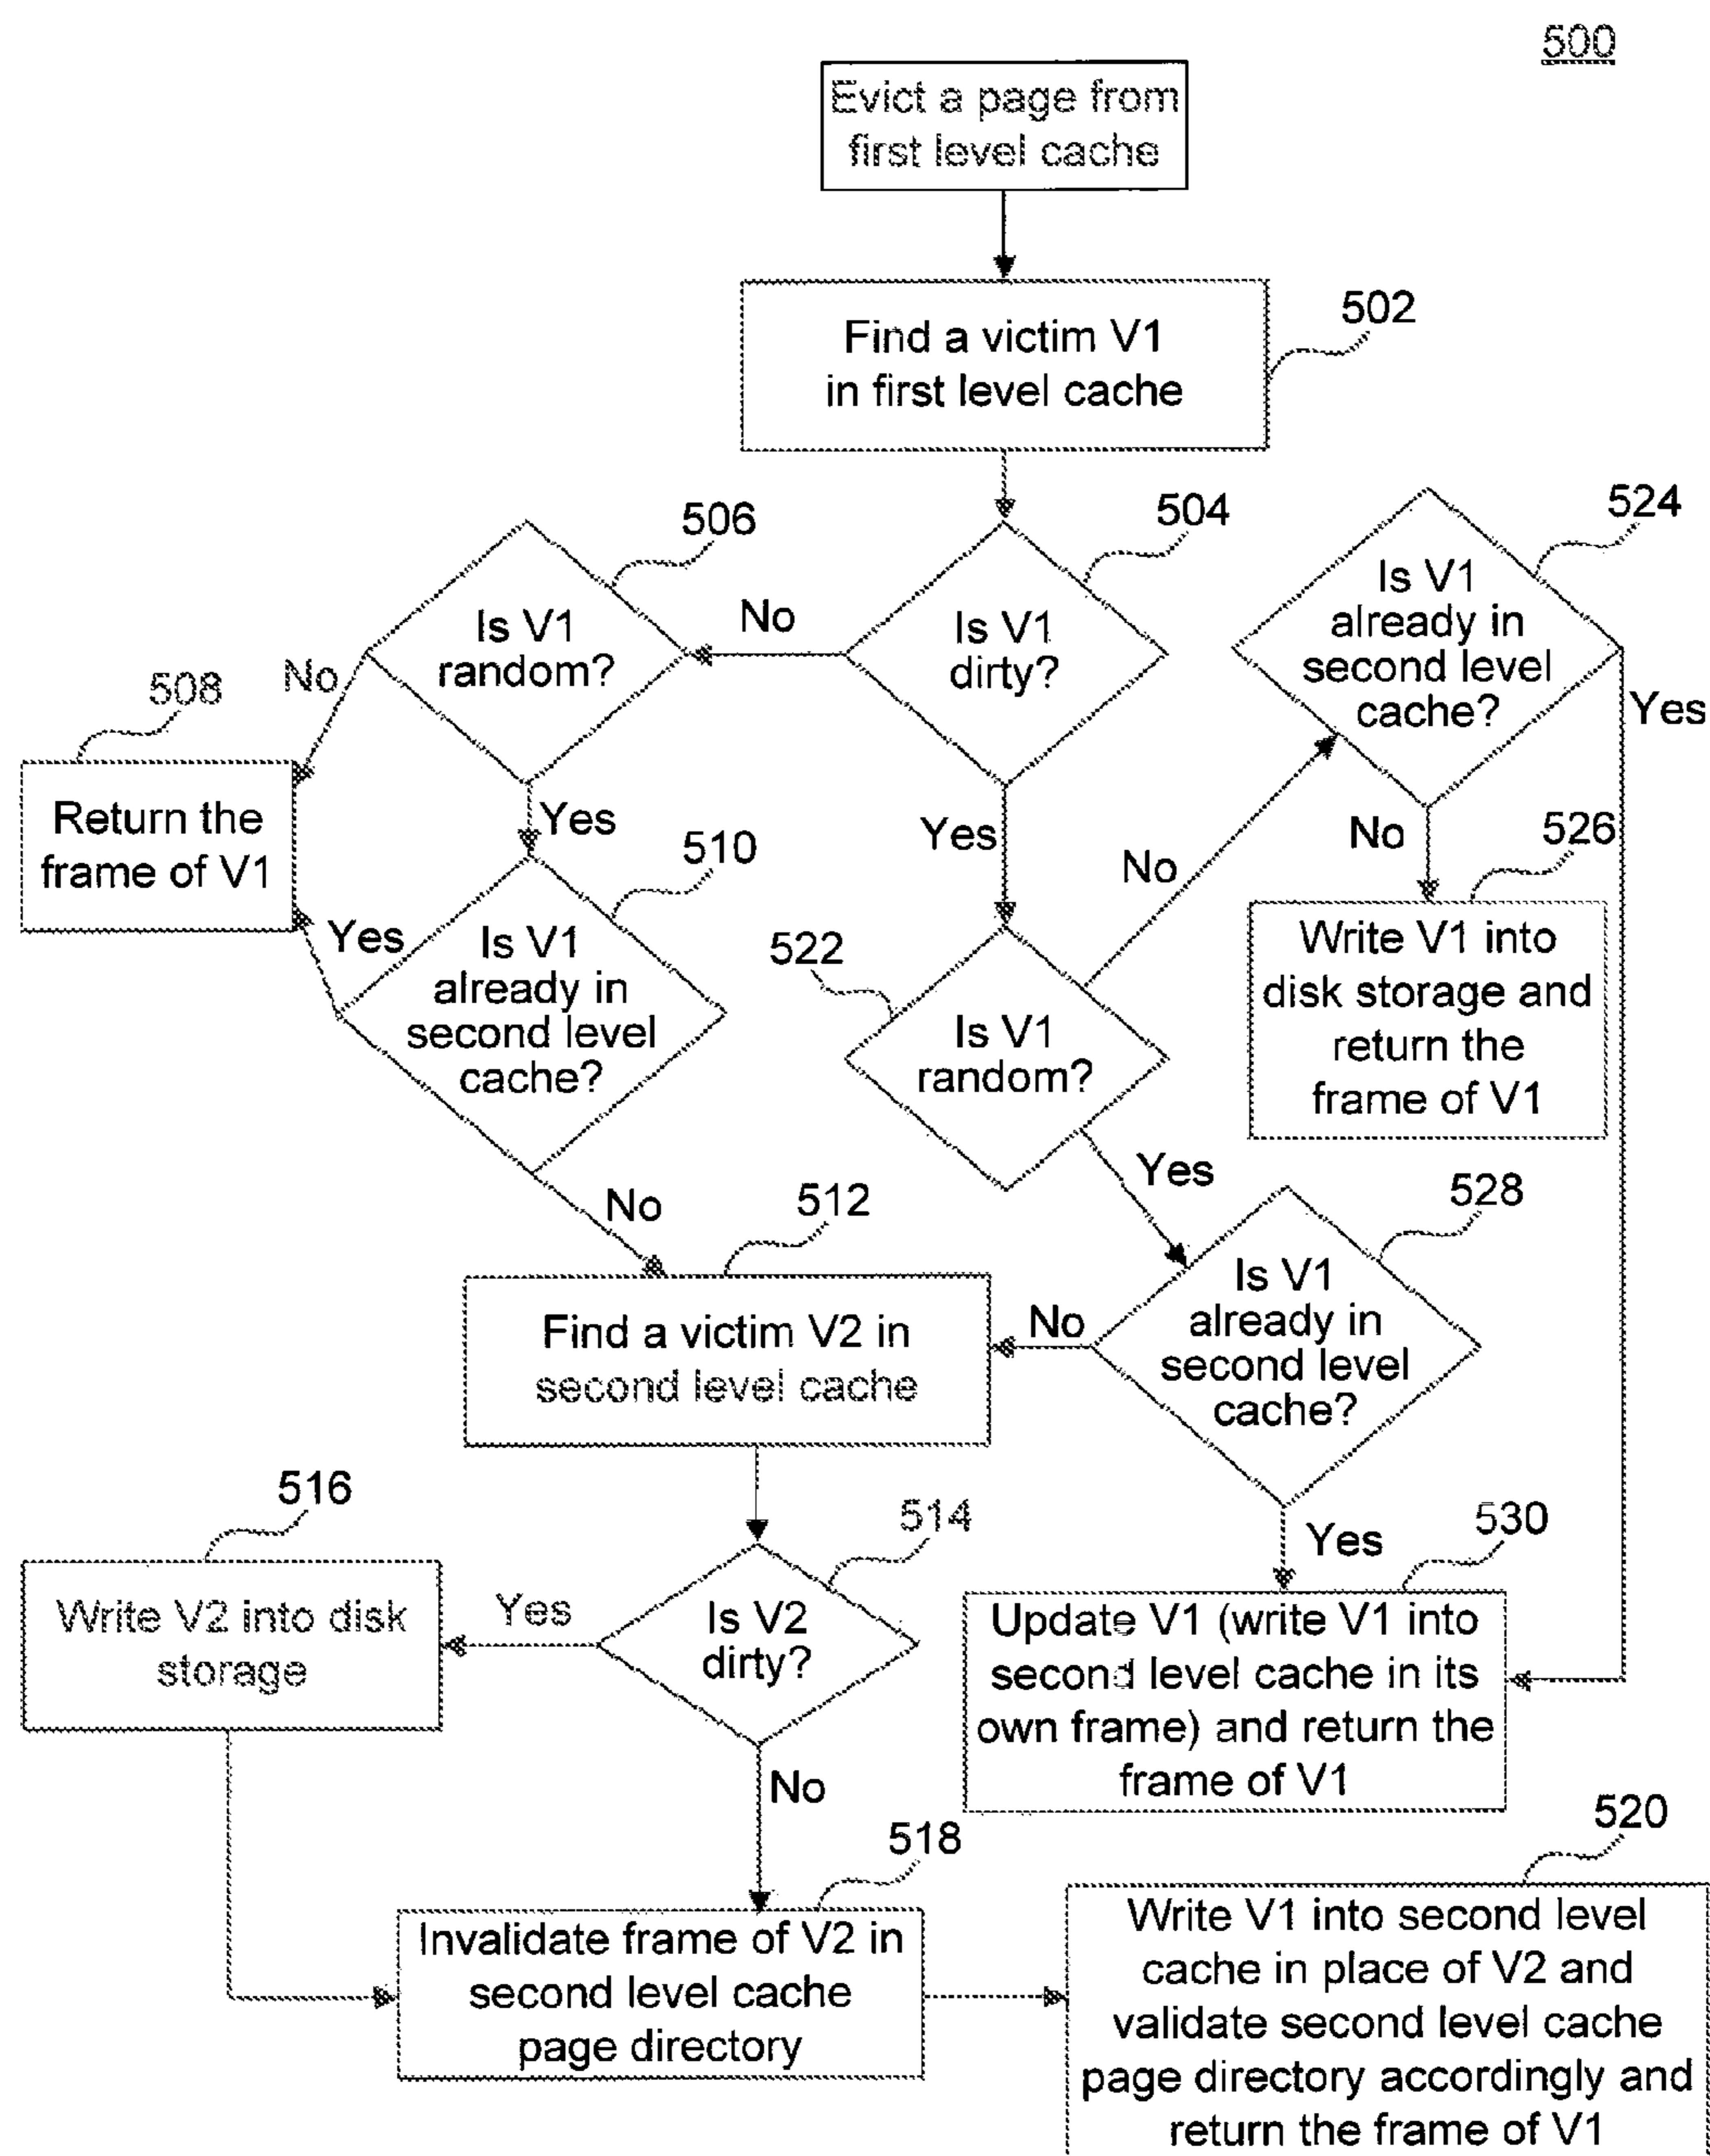 500
Evict a page from
first level cache
502
Find a victim V1
in first level cache
506
504
524
Is V1
random?
No
Is V1
dirty?
Is V1
already in
second level
cache?
Yes
508
No
Return the
frame of V1
Yes
510
Yes
No
No
526
Yes
Is V1
already in
second level
cache?
522
Is V1
random?
Write V1 into
disk storage and
return the
frame of V1
No
512
Yes
528
Find a victim V2 in
second level cache
No
Is V1
already in
second level
cache?
516
514
Yes
530
Write V2 into disk
storage
Yes
Is V2
dirty?
No
Update V1 (write V1 into
second level cache in its
own frame) and return the
frame of V1
518
520
Invalidate frame of V2 in
second level cache
page directory
Write V1 into second level
cache in place of V2 and
validate second level cache
page directory accordingly and
return the frame of V1